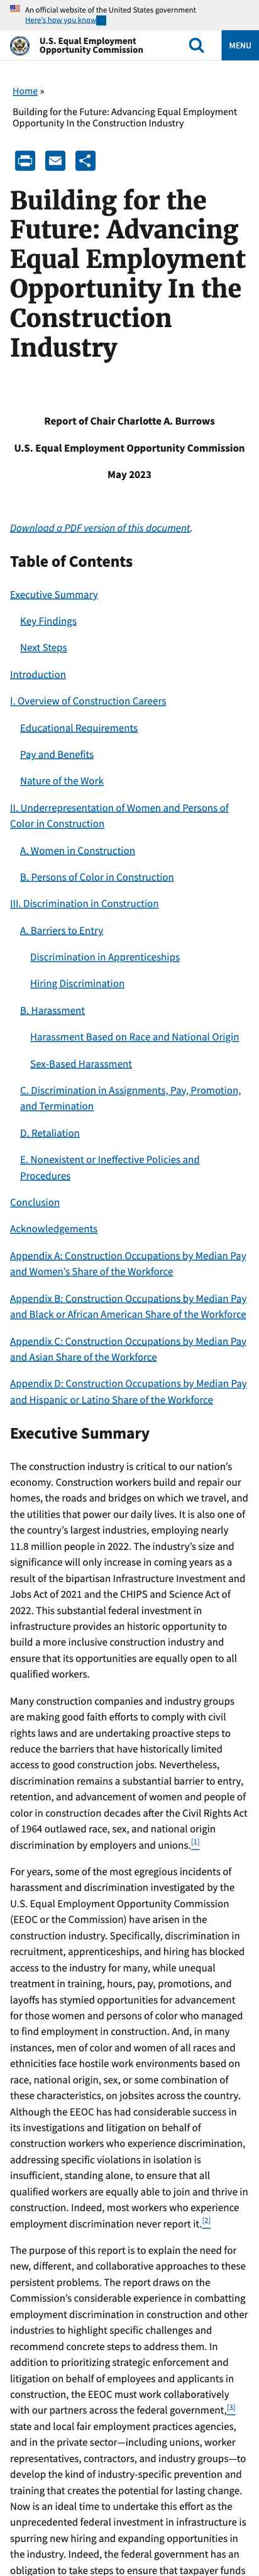 An official website of the United States government
Here's how you know
U.S. Equal Employment
Opportunity Commission
MENU
Home »
Building for the Future: Advancing Equal Employment
Opportunity In the Construction Industry
Building for the
Future: Advancing
Equal Employment
Opportunity In the
Construction
Industry
Report of Chair Charlotte A. Burrows
U.S. Equal Employment Opportunity Commission
May 2023
Download a PDF version of this document.
Table of Contents
Executive Summary
Key Findings
Next Steps
Introduction
I. Overview of Construction Careers
Educational Requirements
Pay and Benefits
Nature of the Work
II. Underrepresentation of Women and Persons of
Color in Construction
A. Women in Construction
B. Persons of Color in Construction
III. Discrimination in Construction
A. Barriers to Entry
Discrimination in Apprenticeships
Hiring Discrimination
B. Harassment
Harassment Based on Race and National Origin
Sex-Based Harassment
C. Discrimination in Assignments, Pay, Promotion,
and Termination
D. Retaliation
E. Nonexistent or Ineffective Policies and
Procedures
Conclusion
Acknowledgements
Appendix A: Construction Occupations by Median Pay
and Women's Share of the Workforce
Appendix B: Construction Occupations by Median Pay
and Black or African American Share of the Workforce
Appendix C: Construction Occupations by Median Pay
and Asian Share of the Workforce
Appendix D: Construction Occupations by Median Pay
and Hispanic or Latino Share of the Workforce
Executive Summary
The construction industry is critical to our nation's
economy. Construction workers build and repair our
homes, the roads and bridges on which we travel, and
the utilities that power our daily lives. It is also one of
the country's largest industries, employing nearly
11.8 million people in 2022. The industry's size and
significance will only increase in coming years as a
result of the bipartisan Infrastructure Investment and
Jobs Act of 2021 and the CHIPS and Science Act of
2022. This substantial federal investment in
infrastructure provides an historic opportunity to
build a more inclusive construction industry and
ensure that its opportunities are equally open to all
qualified workers.
Many construction companies and industry groups
are making good faith efforts to comply with civil
rights laws and are undertaking proactive steps to
reduce the barriers that have historically limited
access to good construction jobs. Nevertheless,
discrimination remains a substantial barrier to entry,
retention, and advancement of women and people of
color in construction decades after the Civil Rights Act
of 1964 outlawed race, sex, and national origin
discrimination by employers and unions.[1]
For years, some of the most egregious incidents of
harassment and discrimination investigated by the
U.S. Equal Employment Opportunity Commission
(EEOC or the Commission) have arisen in the
construction industry. Specifically, discrimination in
recruitment, apprenticeships, and hiring has blocked
access to the industry for many, while unequal
treatment in training, hours, pay, promotions, and
layoffs has stymied opportunities for advancement
for those women and persons of color who managed
to find employment in construction. And, in many
instances, men of color and women of all races and
ethnicities face hostile work environments based on
race, national origin, sex, or some combination of
these characteristics, on jobsites across the country.
Although the EEOC has had considerable success in
its investigations and litigation on behalf of
construction workers who experience discrimination,
addressing specific violations in isolation is
insufficient, standing alone, to ensure that all
qualified workers are equally able to join and thrive in
construction. Indeed, most workers who experience
employment discrimination never report it.[2]
The purpose of this report is to explain the need for
new, different, and collaborative approaches to these
persistent problems. The report draws on the
Commission's considerable experience in combatting
employment discrimination in construction and other
industries to highlight specific challenges and
recommend concrete steps to address them. In
addition to prioritizing strategic enforcement and
litigation on behalf of employees and applicants in
construction, the EEOC must work collaboratively
with our partners across the federal government,[3]
state and local fair employment practices agencies,
and in the private sector—including unions, worker
representatives, contractors, and industry groups—to
develop the kind of industry-specific prevention and
training that creates the potential for lasting change.
Now is an ideal time to undertake this effort as the
unprecedented federal investment in infrastructure is
spurring new hiring and expanding opportunities in
the industry. Indeed, the federal government has an
obligation to take steps to ensure that taxpayer funds